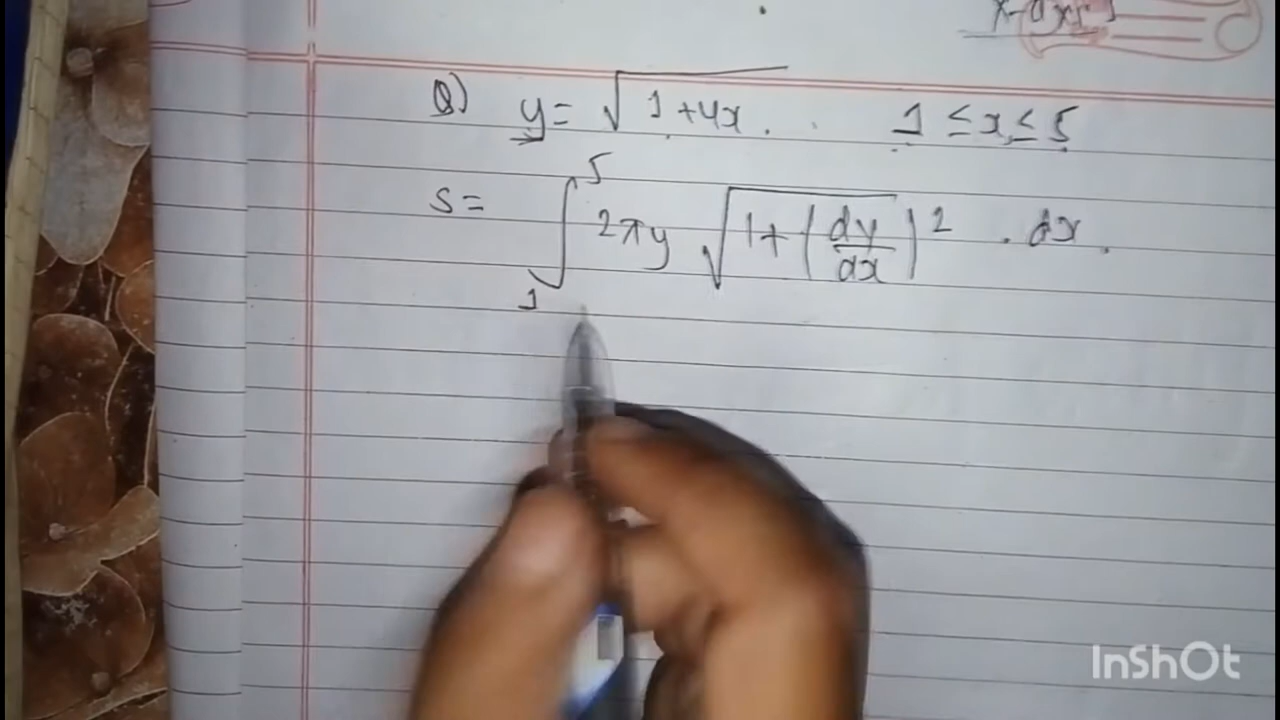 Q) y = √(1+4x) . 1 ≤ x ≤ 5
S = ∫₁⁵ 2πy √(1+(dy/dx)²) . dx .
InShOt